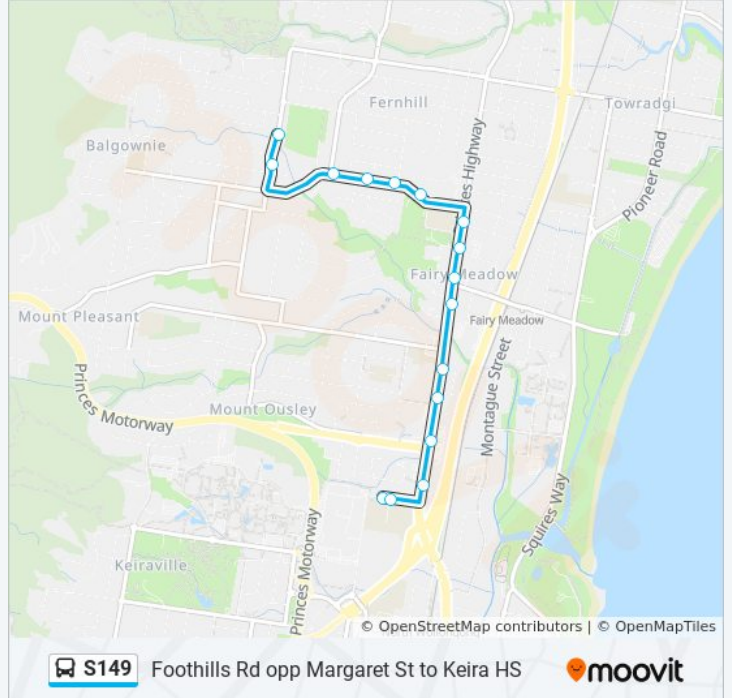 Fernhill
Towradgi
Balgownie
es Highway
Pioneer Road
Fairy Meadow
Mount Pleasant
Fairy Meadow
Montague Street
Princes Motorway
Mount Ousley
Squires Way
Keiraville
Princes Motorway
© OpenStreetMap contributors | © OpenMapTiles
S149 Foothills Rd opp Margaret St to Keira HS moovit